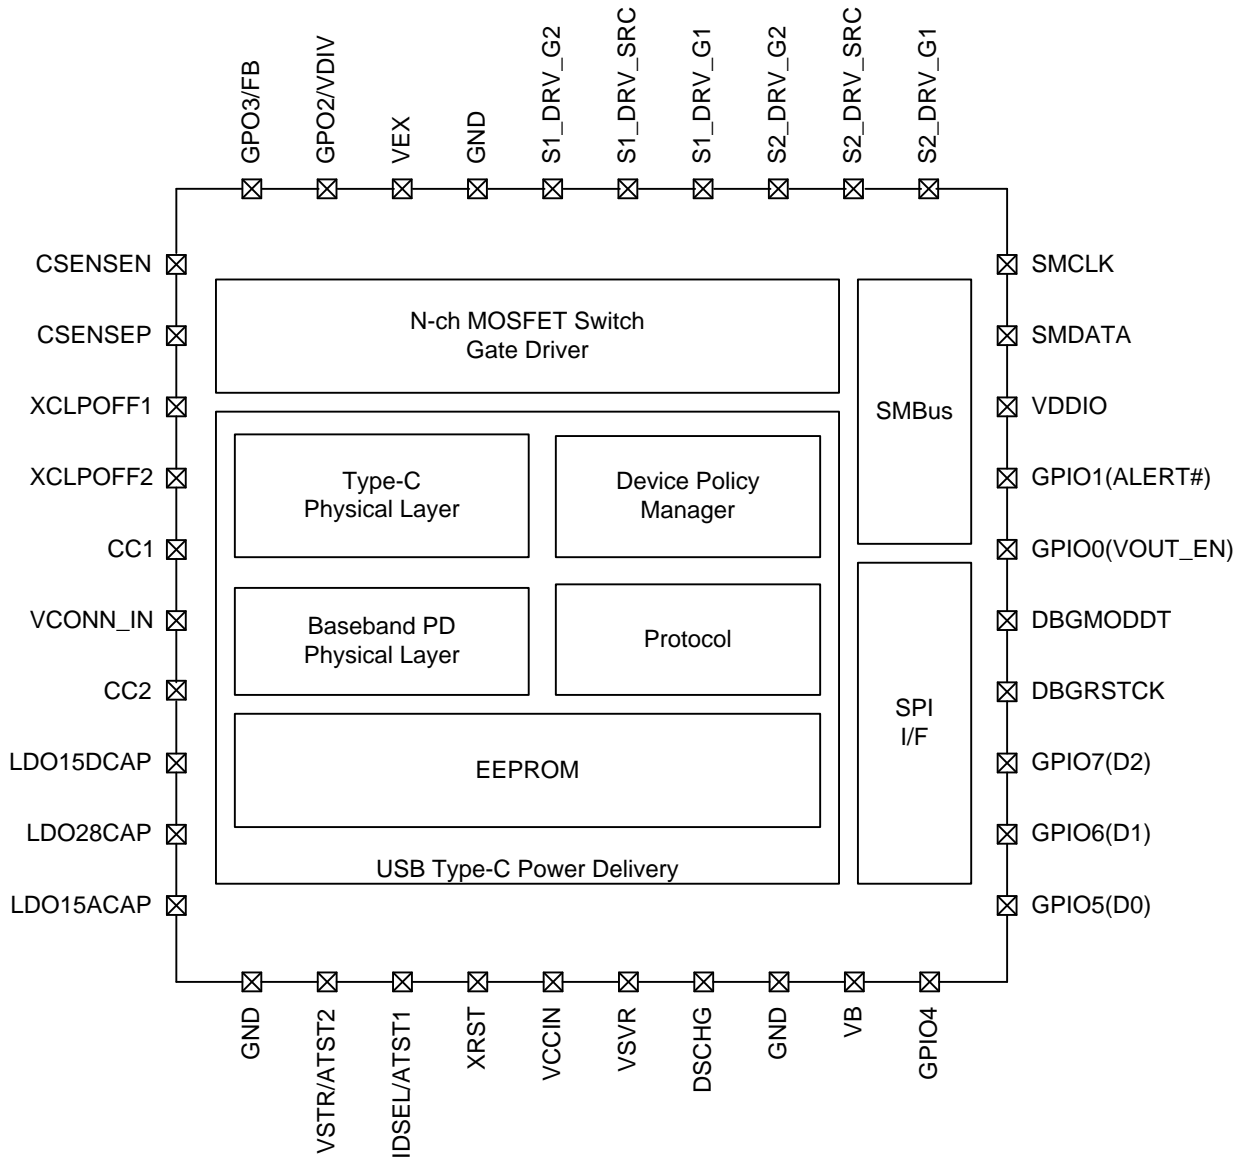 GPO3/FB
GPO2/VDIV
VEX
GND
S1_DRV_G2
S1_DRV_SRC
S1_DRV_G1
S2_DRV_G2
S2_DRV_SRC
S2_DRV_G1
CSENSEN
CSENSEP
XCLPOFF1
XCLPOFF2
CC1
VCONN_IN
CC2
LDO15DCAP
LDO28CAP
LDO15ACAP
N-ch MOSFET Switch
Gate Driver
Type-C
Physical Layer
Device Policy
Manager
Baseband PD
Physical Layer
Protocol
EEPROM
USB Type-C Power Delivery
SMBus
SPI
I/F
SMCLK
SMDATA
VDDIO
GPIO1(ALERT#)
GPIO0(VOUT_EN)
DBGMODDT
DBGRSTCK
GPIO7(D2)
GPIO6(D1)
GPIO5(D0)
GND
VSTR/ATST2
IDSEL/ATST1
XRST
VCCIN
VSVR
DSCHG
GND
VB
GPIO4